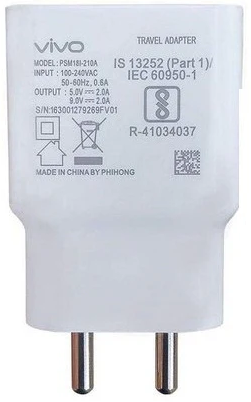 vivo
TRAVEL ADAPTER
MODEL: PSM18I-210A
INPUT : 100-240VAC
50-60Hz, 0.6A
OUTPUT : 5.0V ⎓ 2.0A
9.0V ⎓ 2.0A
S/N:163001279269FV01
IS 13252 (Part 1)/
IEC 60950-1
R-41034037
MADE IN INDIA BY PHIHONG